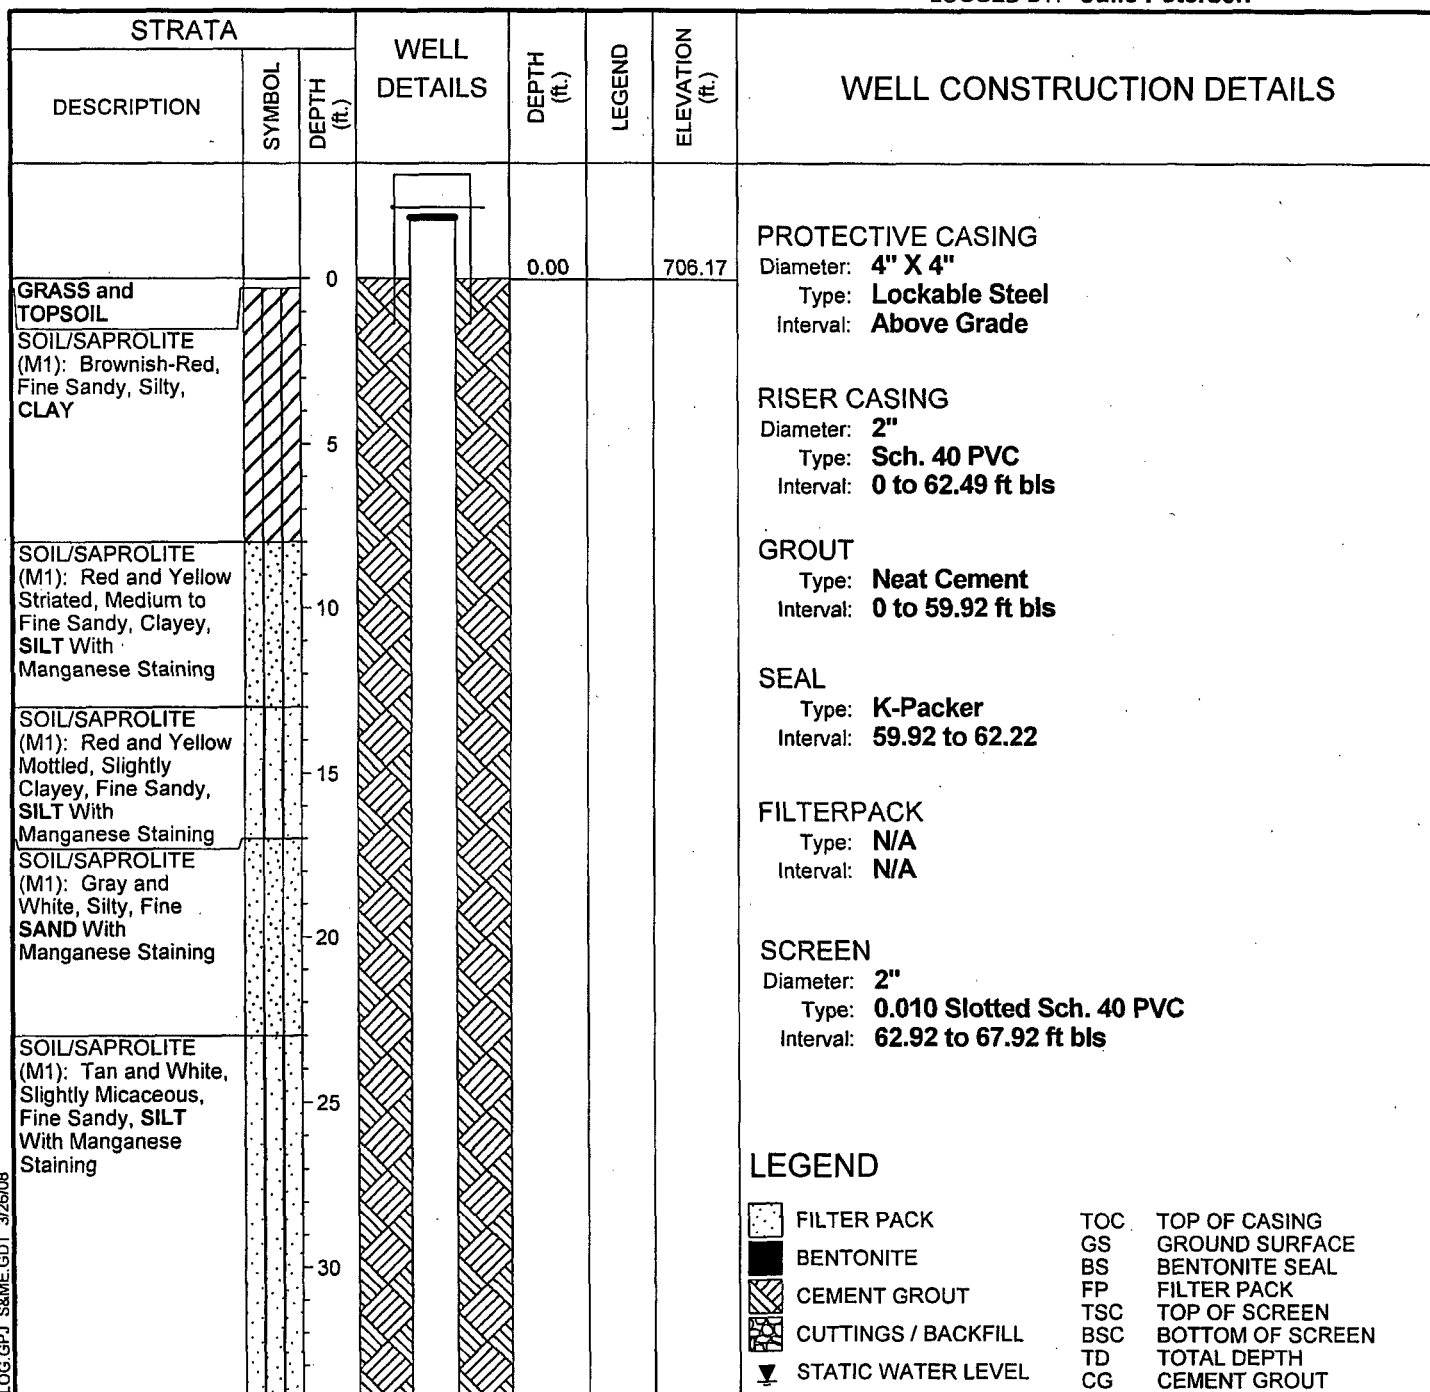 STRATA
DESCRIPTION
SYMBOL
DEPTH
(ft.)
WELL
DETAILS
DEPTH
(ft.)
LEGEND
ELEVATION
(ft.)
WELL CONSTRUCTION DETAILS
0.00
706.17
0
5
10
15
20
25
30
GRASS and
TOPSOIL
SOIL/SAPROLITE
(M1): Brownish-Red,
Fine Sandy, Silty,
CLAY
SOIL/SAPROLITE
(M1): Red and Yellow
Striated, Medium to
Fine Sandy, Clayey,
SILT With
Manganese Staining
SOIL/SAPROLITE
(M1): Red and Yellow
Mottled, Slightly
Clayey, Fine Sandy,
SILT With
Manganese Staining
SOIL/SAPROLITE
(M1): Gray and
White, Silty, Fine
SAND With
Manganese Staining
SOIL/SAPROLITE
(M1): Tan and White,
Slightly Micaceous,
Fine Sandy, SILT
With Manganese
Staining
PROTECTIVE CASING
Diameter: 4" X 4"
Type: Lockable Steel
Interval: Above Grade
RISER CASING
Diameter: 2"
Type: Sch. 40 PVC
Interval: 0 to 62.49 ft bls
GROUT
Type: Neat Cement
Interval: 0 to 59.92 ft bls
SEAL
Type: K-Packer
Interval: 59.92 to 62.22
FILTERPACK
Type: N/A
Interval: N/A
SCREEN
Diameter: 2"
Type: 0.010 Slotted Sch. 40 PVC
Interval: 62.92 to 67.92 ft bls
LEGEND
FILTER PACK
BENTONITE
CEMENT GROUT
CUTTINGS / BACKFILL
STATIC WATER LEVEL
TOC TOP OF CASING
GS GROUND SURFACE
BS BENTONITE SEAL
FP FILTER PACK
TSC TOP OF SCREEN
BSC BOTTOM OF SCREEN
TD TOTAL DEPTH
CG CEMENT GROUT
LOG.GPJ S&ME.GDT 3/26/08